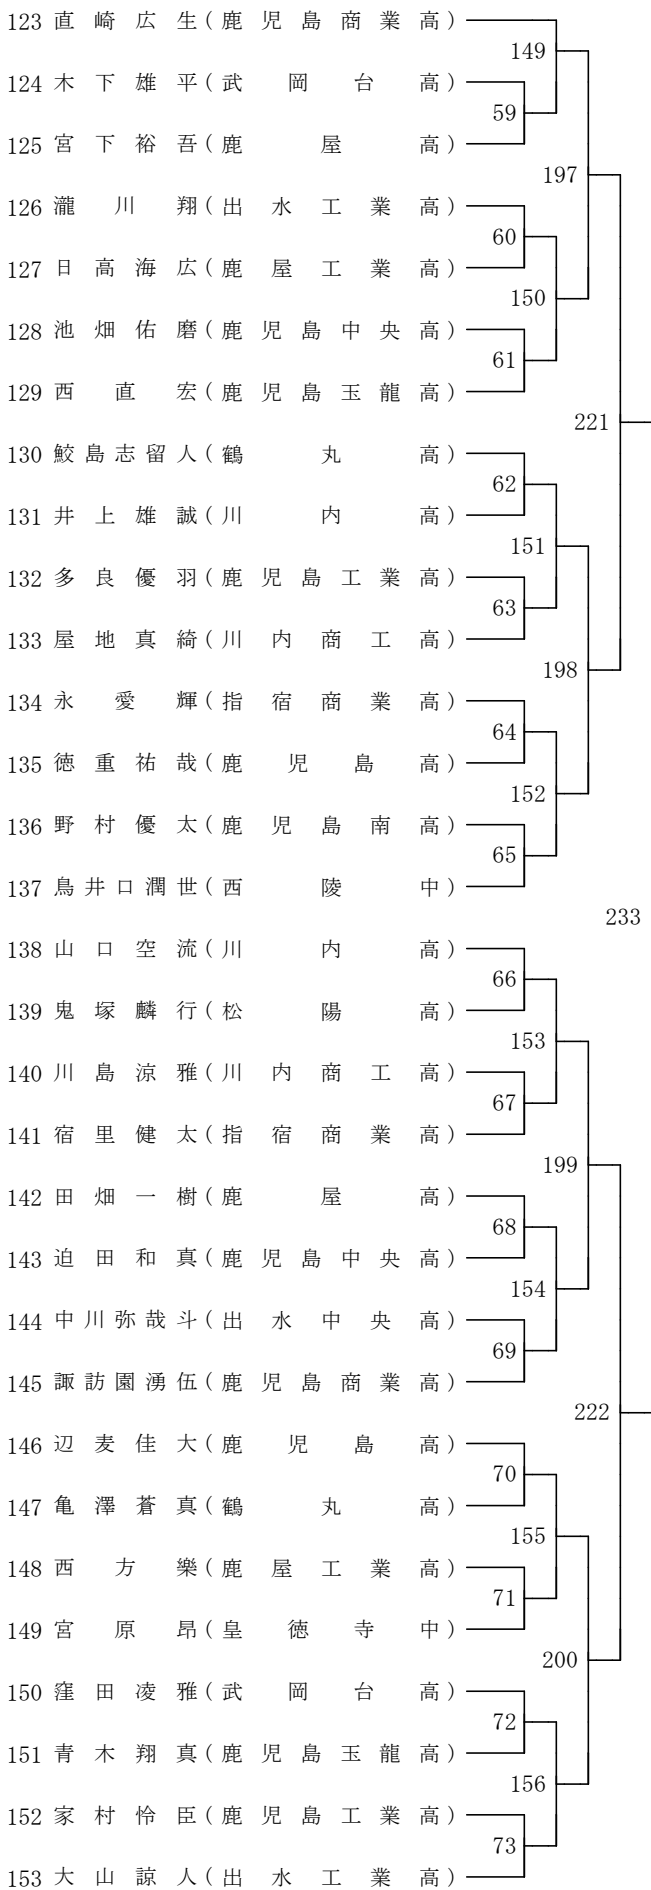 123 直崎広生(鹿児島商業高)
149
124 木下雄平(武岡台高)
59
125 宮下裕吾(鹿屋高)
197
126 瀧川翔(出水工業高)
60
127 日高海広(鹿屋工業高)
150
128 池畑佑磨(鹿児島中央高)
61
129 西直宏(鹿児島玉龍高)
221
130 鮫島志留人(鶴丸高)
62
131 井上雄誠(川内高)
151
132 多良優羽(鹿児島工業高)
63
133 屋地真綺(川内商工高)
198
134 永愛輝(指宿商業高)
64
135 徳重祐哉(鹿児島高)
152
136 野村優太(鹿児島南高)
65
137 鳥井口潤世(西陵中)
233
138 山口空流(川内高)
66
139 鬼塚麟行(松陽高)
153
140 川島涼雅(川内商工高)
67
141 宿里健太(指宿商業高)
199
142 田畑一樹(鹿屋高)
68
143 迫田和真(鹿児島中央高)
154
144 中川弥哉斗(出水中央高)
69
145 諏訪園湧伍(鹿児島商業高)
222
146 辺麦佳大(鹿児島高)
70
147 亀澤蒼真(鶴丸高)
155
148 西方樂(鹿屋工業高)
71
149 宮原昂(皇徳寺中)
200
150 窪田凌雅(武岡台高)
72
151 青木翔真(鹿児島玉龍高)
156
152 家村怜臣(鹿児島工業高)
73
153 大山諒人(出水工業高)